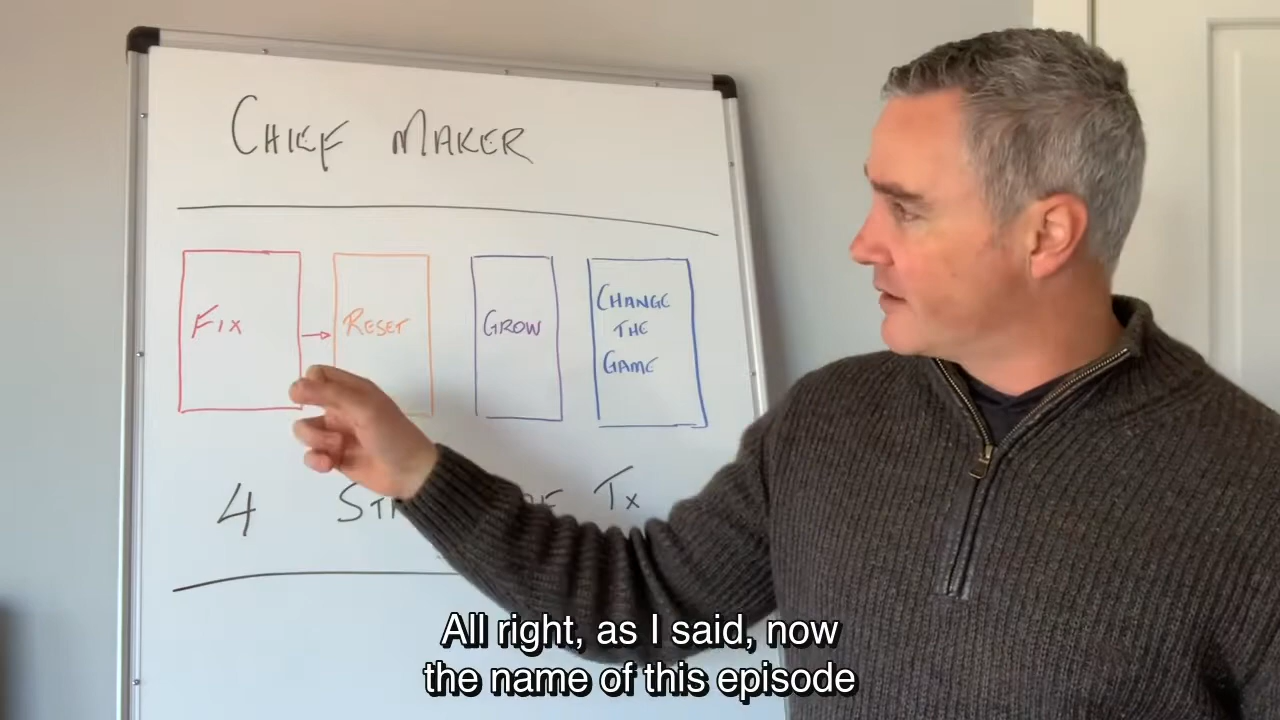 CHIEF MAKER
FIX
RESET
GROW
CHANGE
THE
GAME
4 Tx
All right, as I said, now
the name of this episode